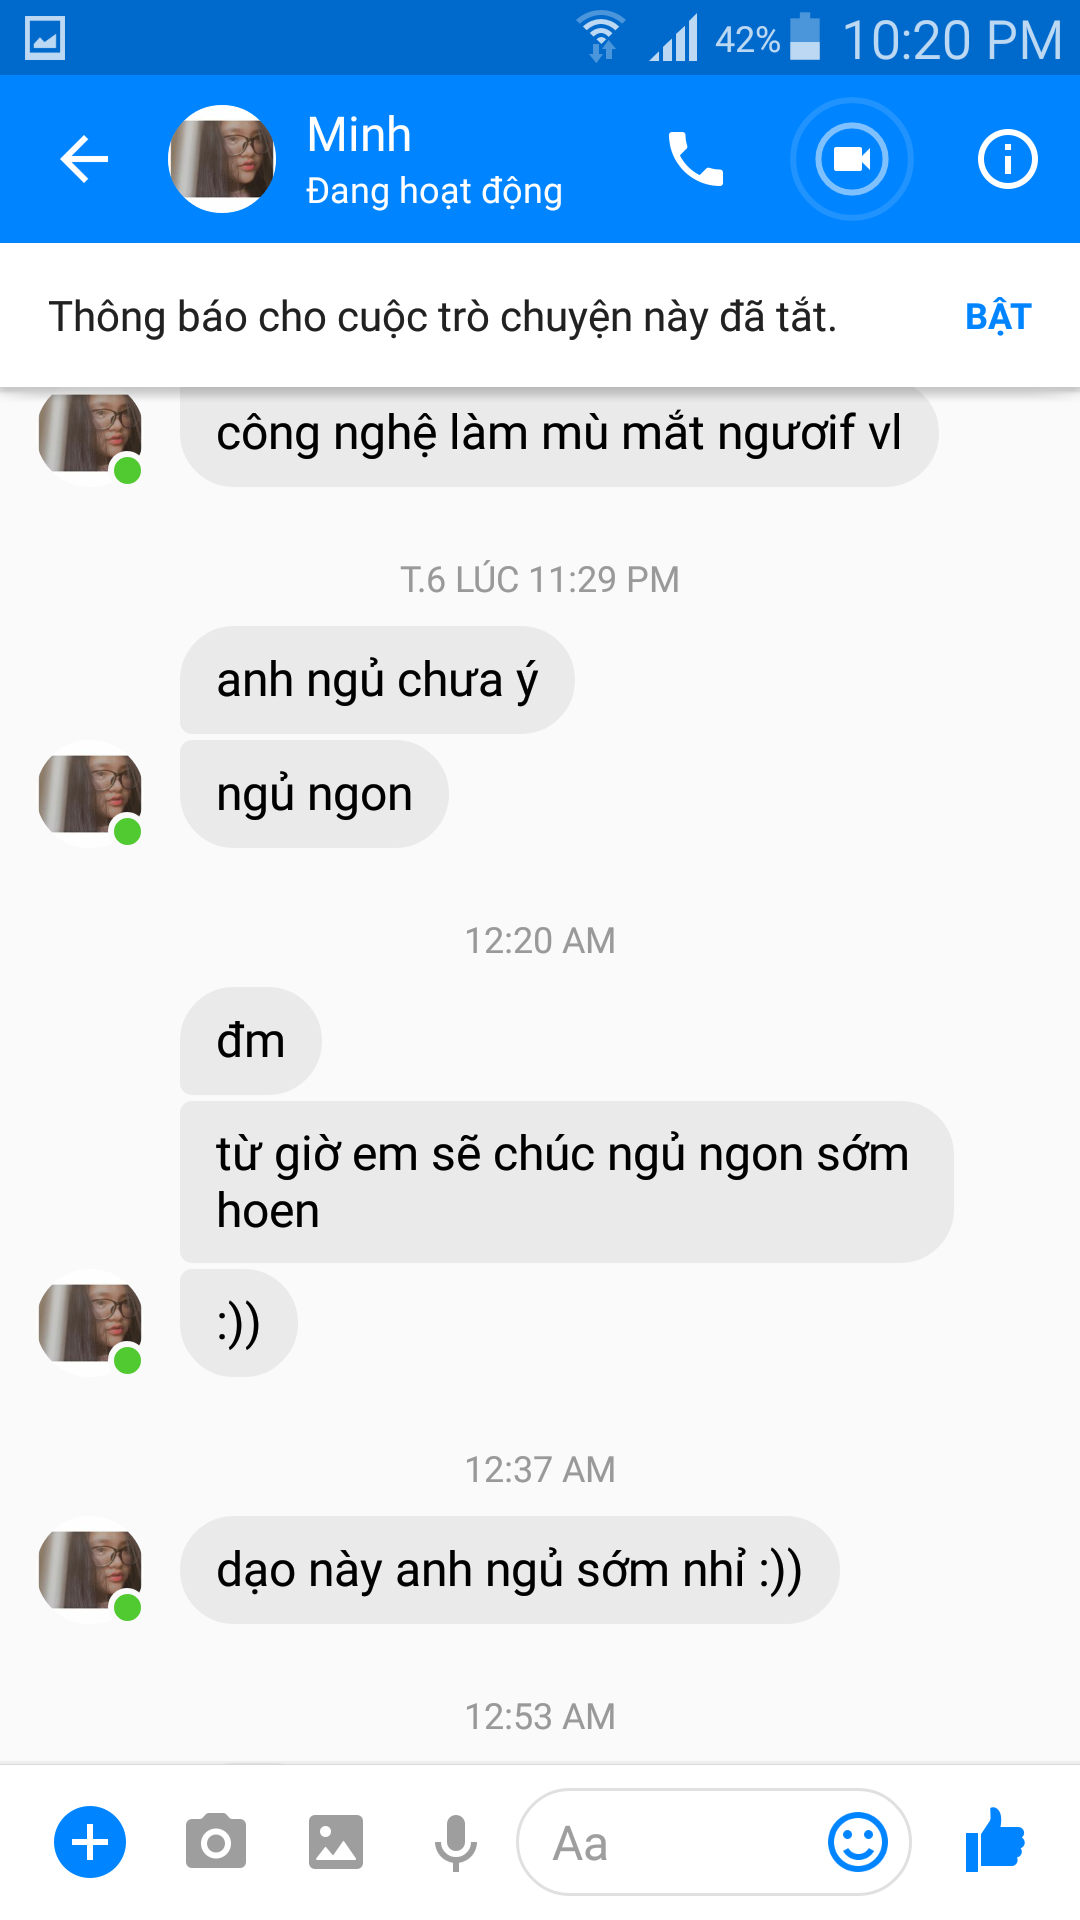 42% 10:20 PM
Minh
Đang hoạt động
Thông báo cho cuộc trò chuyện này đã tắt. BẬT
công nghệ làm mù mắt ngươif vl
T.6 LÚC 11:29 PM
anh ngủ chưa ý
ngủ ngon
12:20 AM
đm
từ giờ em sẽ chúc ngủ ngon sớm
hoen
:))
12:37 AM
dạo này anh ngủ sớm nhỉ :))
12:53 AM
Aa